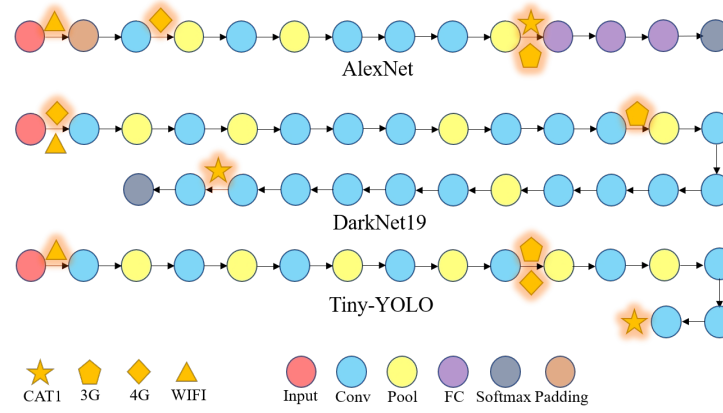 AlexNet
DarkNet19
Tiny-YOLO
CAT1 3G 4G WIFI Input Conv Pool FC Softmax Padding